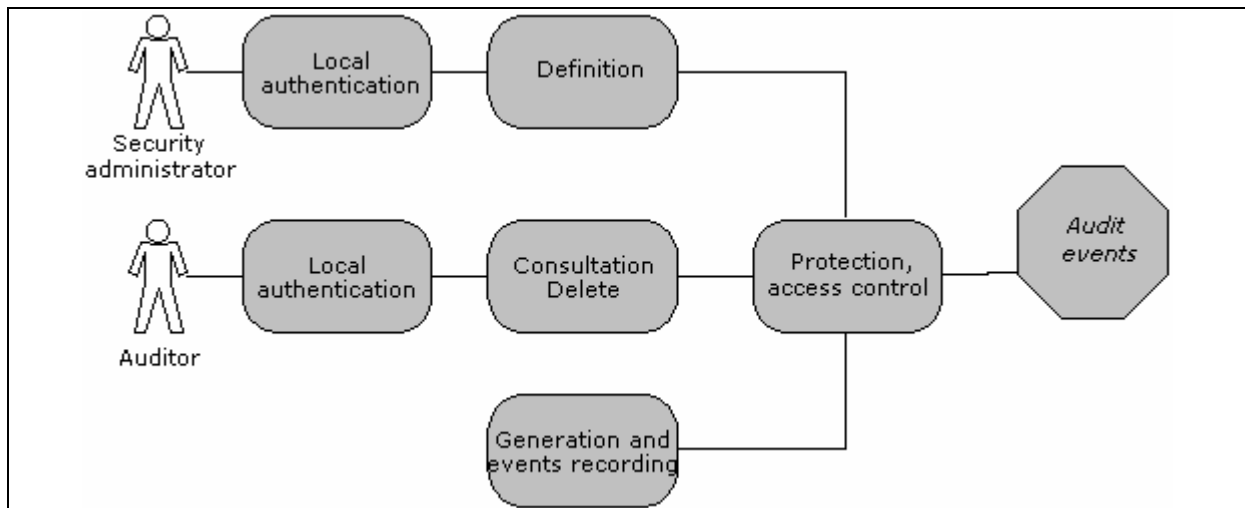 Local
authentication
Definition
Security
administrator
Local
authentication
Consultation
Delete
Protection,
access control
Audit
events
Auditor
Generation and
events recording